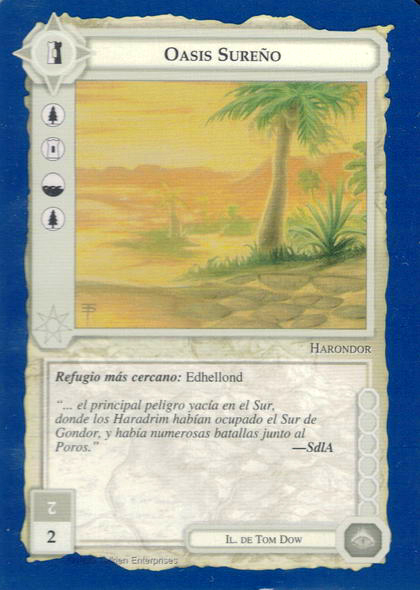 Oasis Sureño
Harondor
Refugio más cercano: Edhellond
“... el principal peligro yacía en el Sur,
donde los Haradrim habían ocupado el Sur de
Gondor, y había numerosas batallas junto al
Poros.” —SdlA
2
2
Il. de Tom Dow
Enterprises